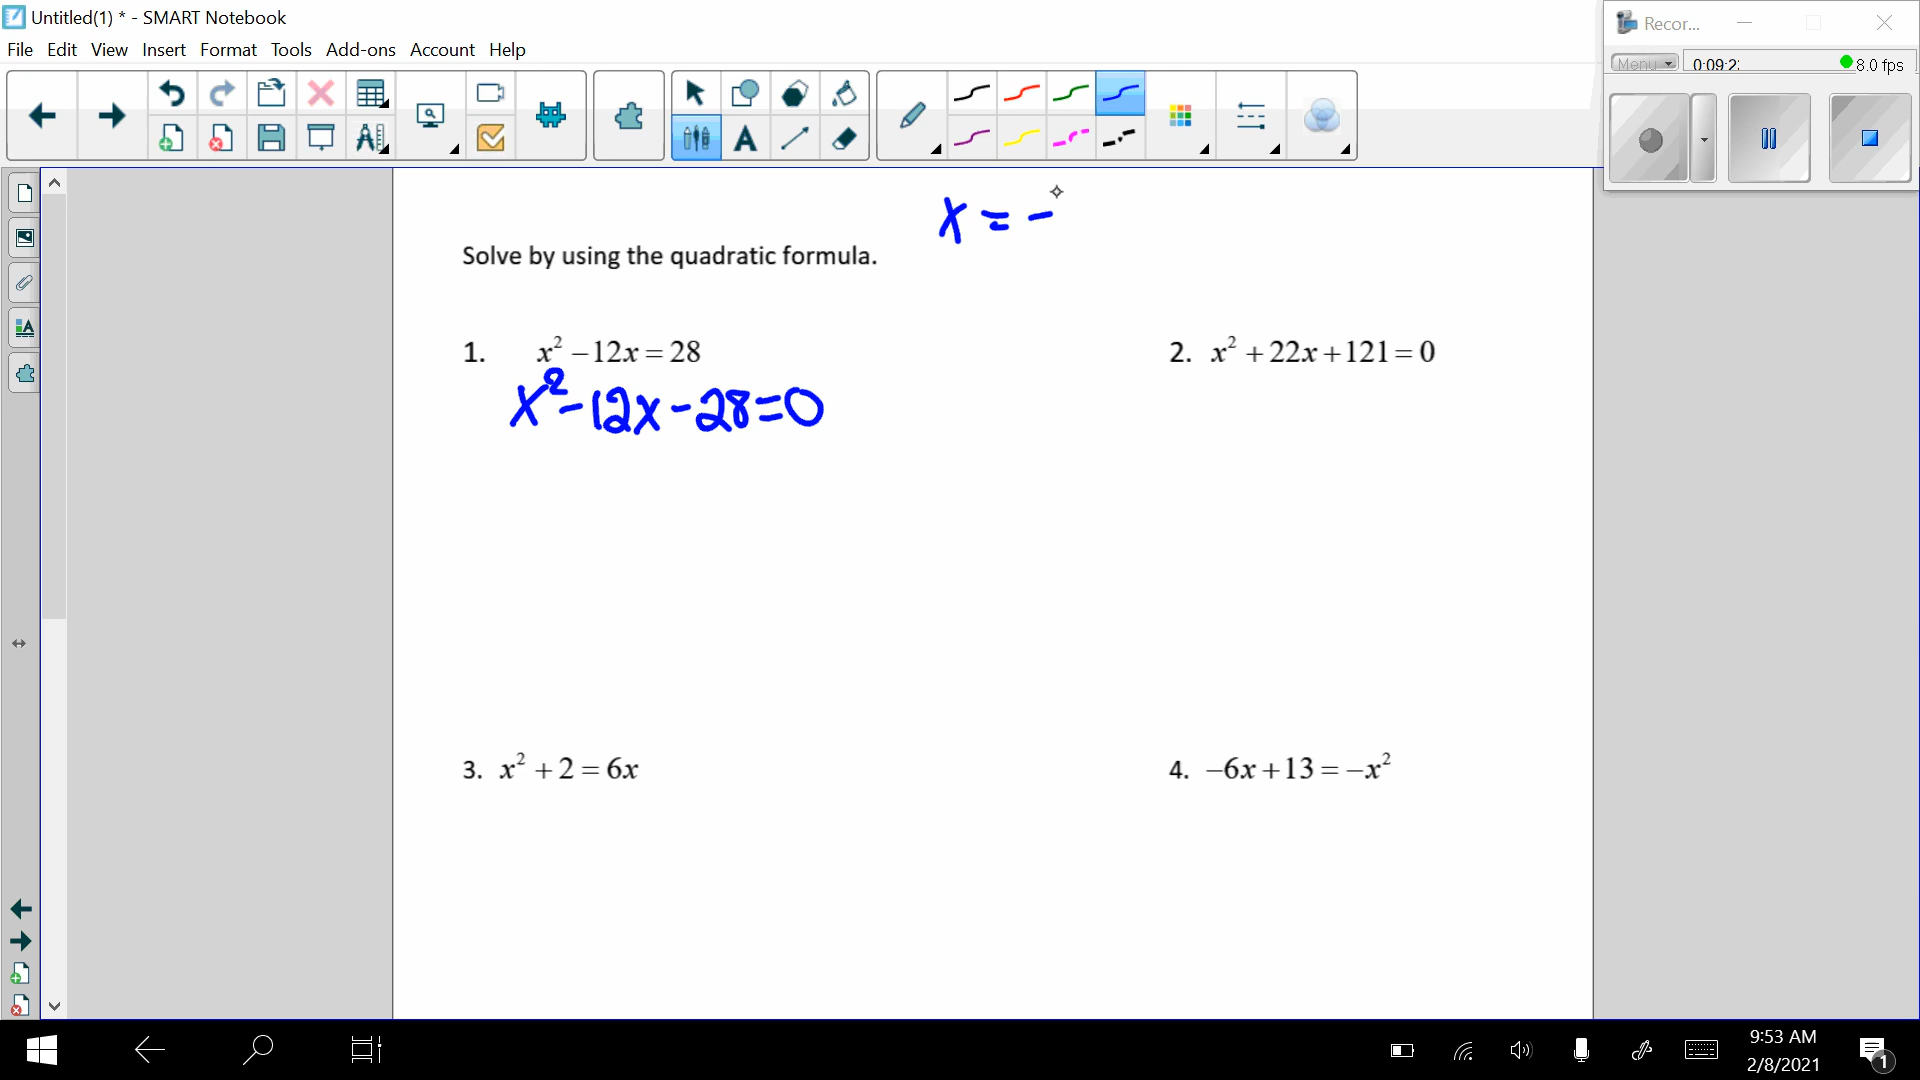 Untitled(1) * - SMART Notebook
Recor...
File Edit View Insert Format Tools Add-ons Account Help
Menu 0:09:2 8.0 fps
x = -
Solve by using the quadratic formula.
1. x² − 12x = 28
2. x² + 22x + 121 = 0
x² - 12x - 28 = 0
3. x² + 2 = 6x
4. −6x + 13 = −x²
9:53 AM
2/8/2021
1